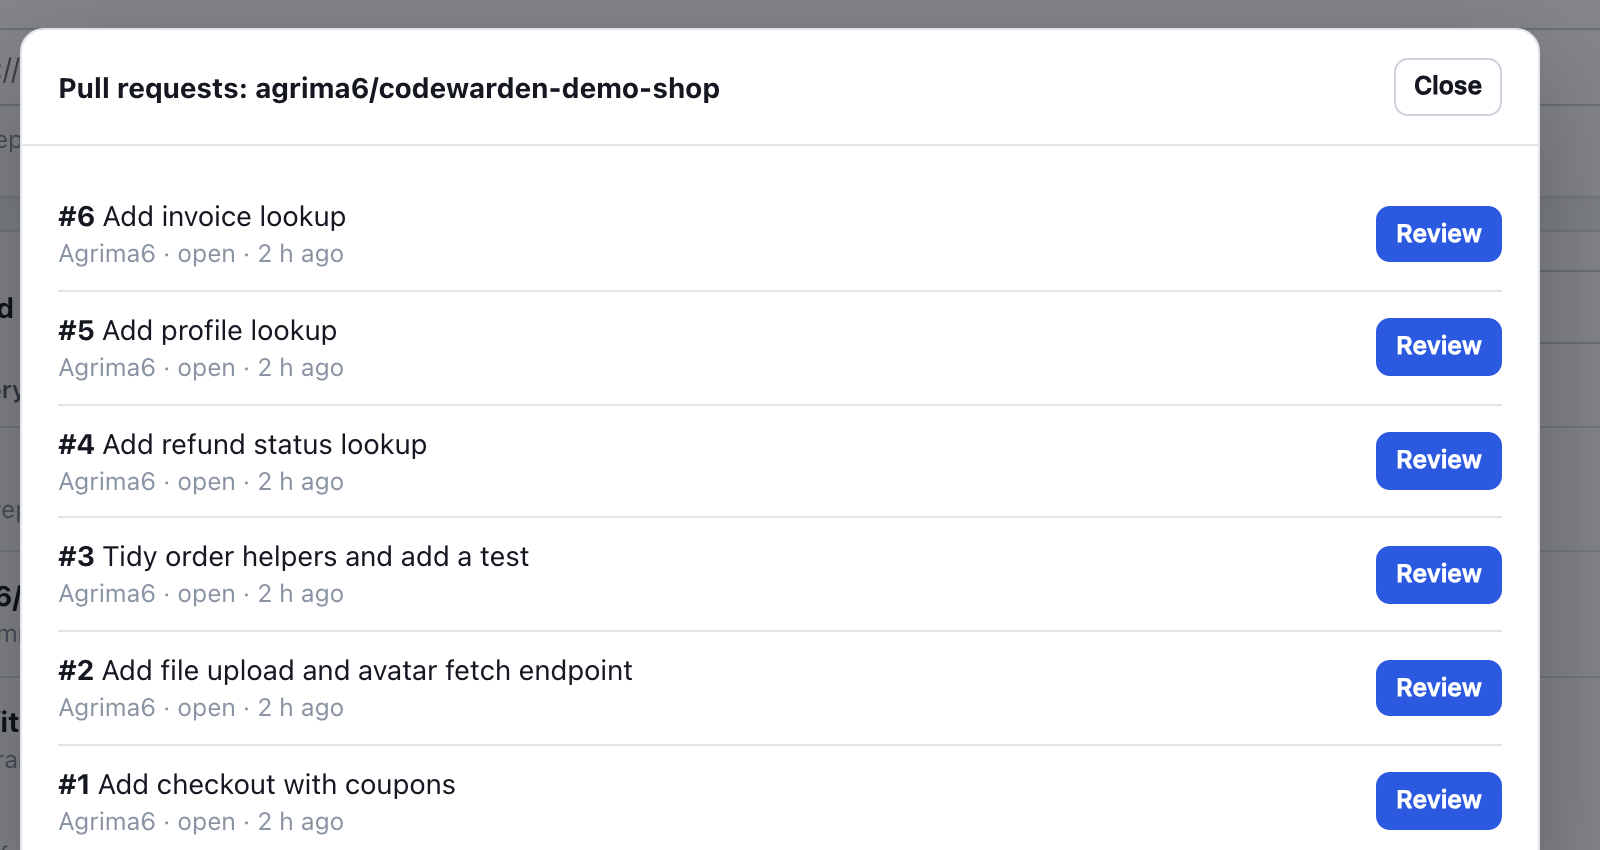 Pull requests: agrima6/codewarden-demo-shop
Close
#6 Add invoice lookup
Agrima6 · open · 2 h ago
Review
#5 Add profile lookup
Agrima6 · open · 2 h ago
Review
#4 Add refund status lookup
Agrima6 · open · 2 h ago
Review
#3 Tidy order helpers and add a test
Agrima6 · open · 2 h ago
Review
#2 Add file upload and avatar fetch endpoint
Agrima6 · open · 2 h ago
Review
#1 Add checkout with coupons
Agrima6 · open · 2 h ago
Review